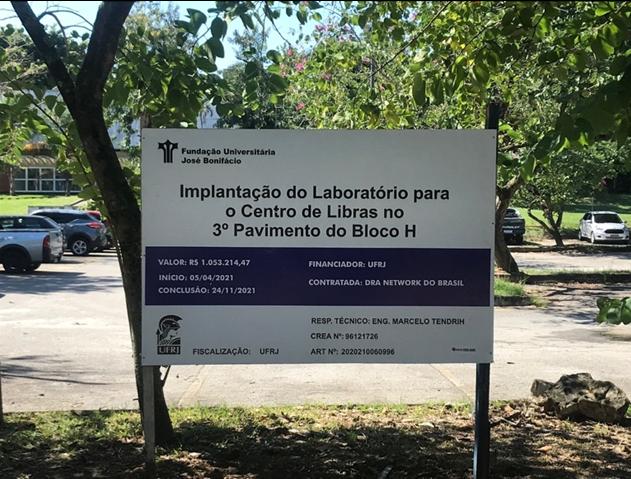 Fundação Universitária
José Bonifácio
Implantação do Laboratório para
o Centro de Libras no
3º Pavimento do Bloco H
VALOR: R$ 1.053.214,47
INÍCIO: 05/04/2021
CONCLUSÃO: 24/11/2021
FINANCIADOR: UFRJ
CONTRATADA: DRA NETWORK DO BRASIL
UFRJ
FISCALIZAÇÃO: UFRJ
RESP. TÉCNICO: ENG. MARCELO TENDRIH
CREA Nº: 96121726
ART Nº: 2020210060996